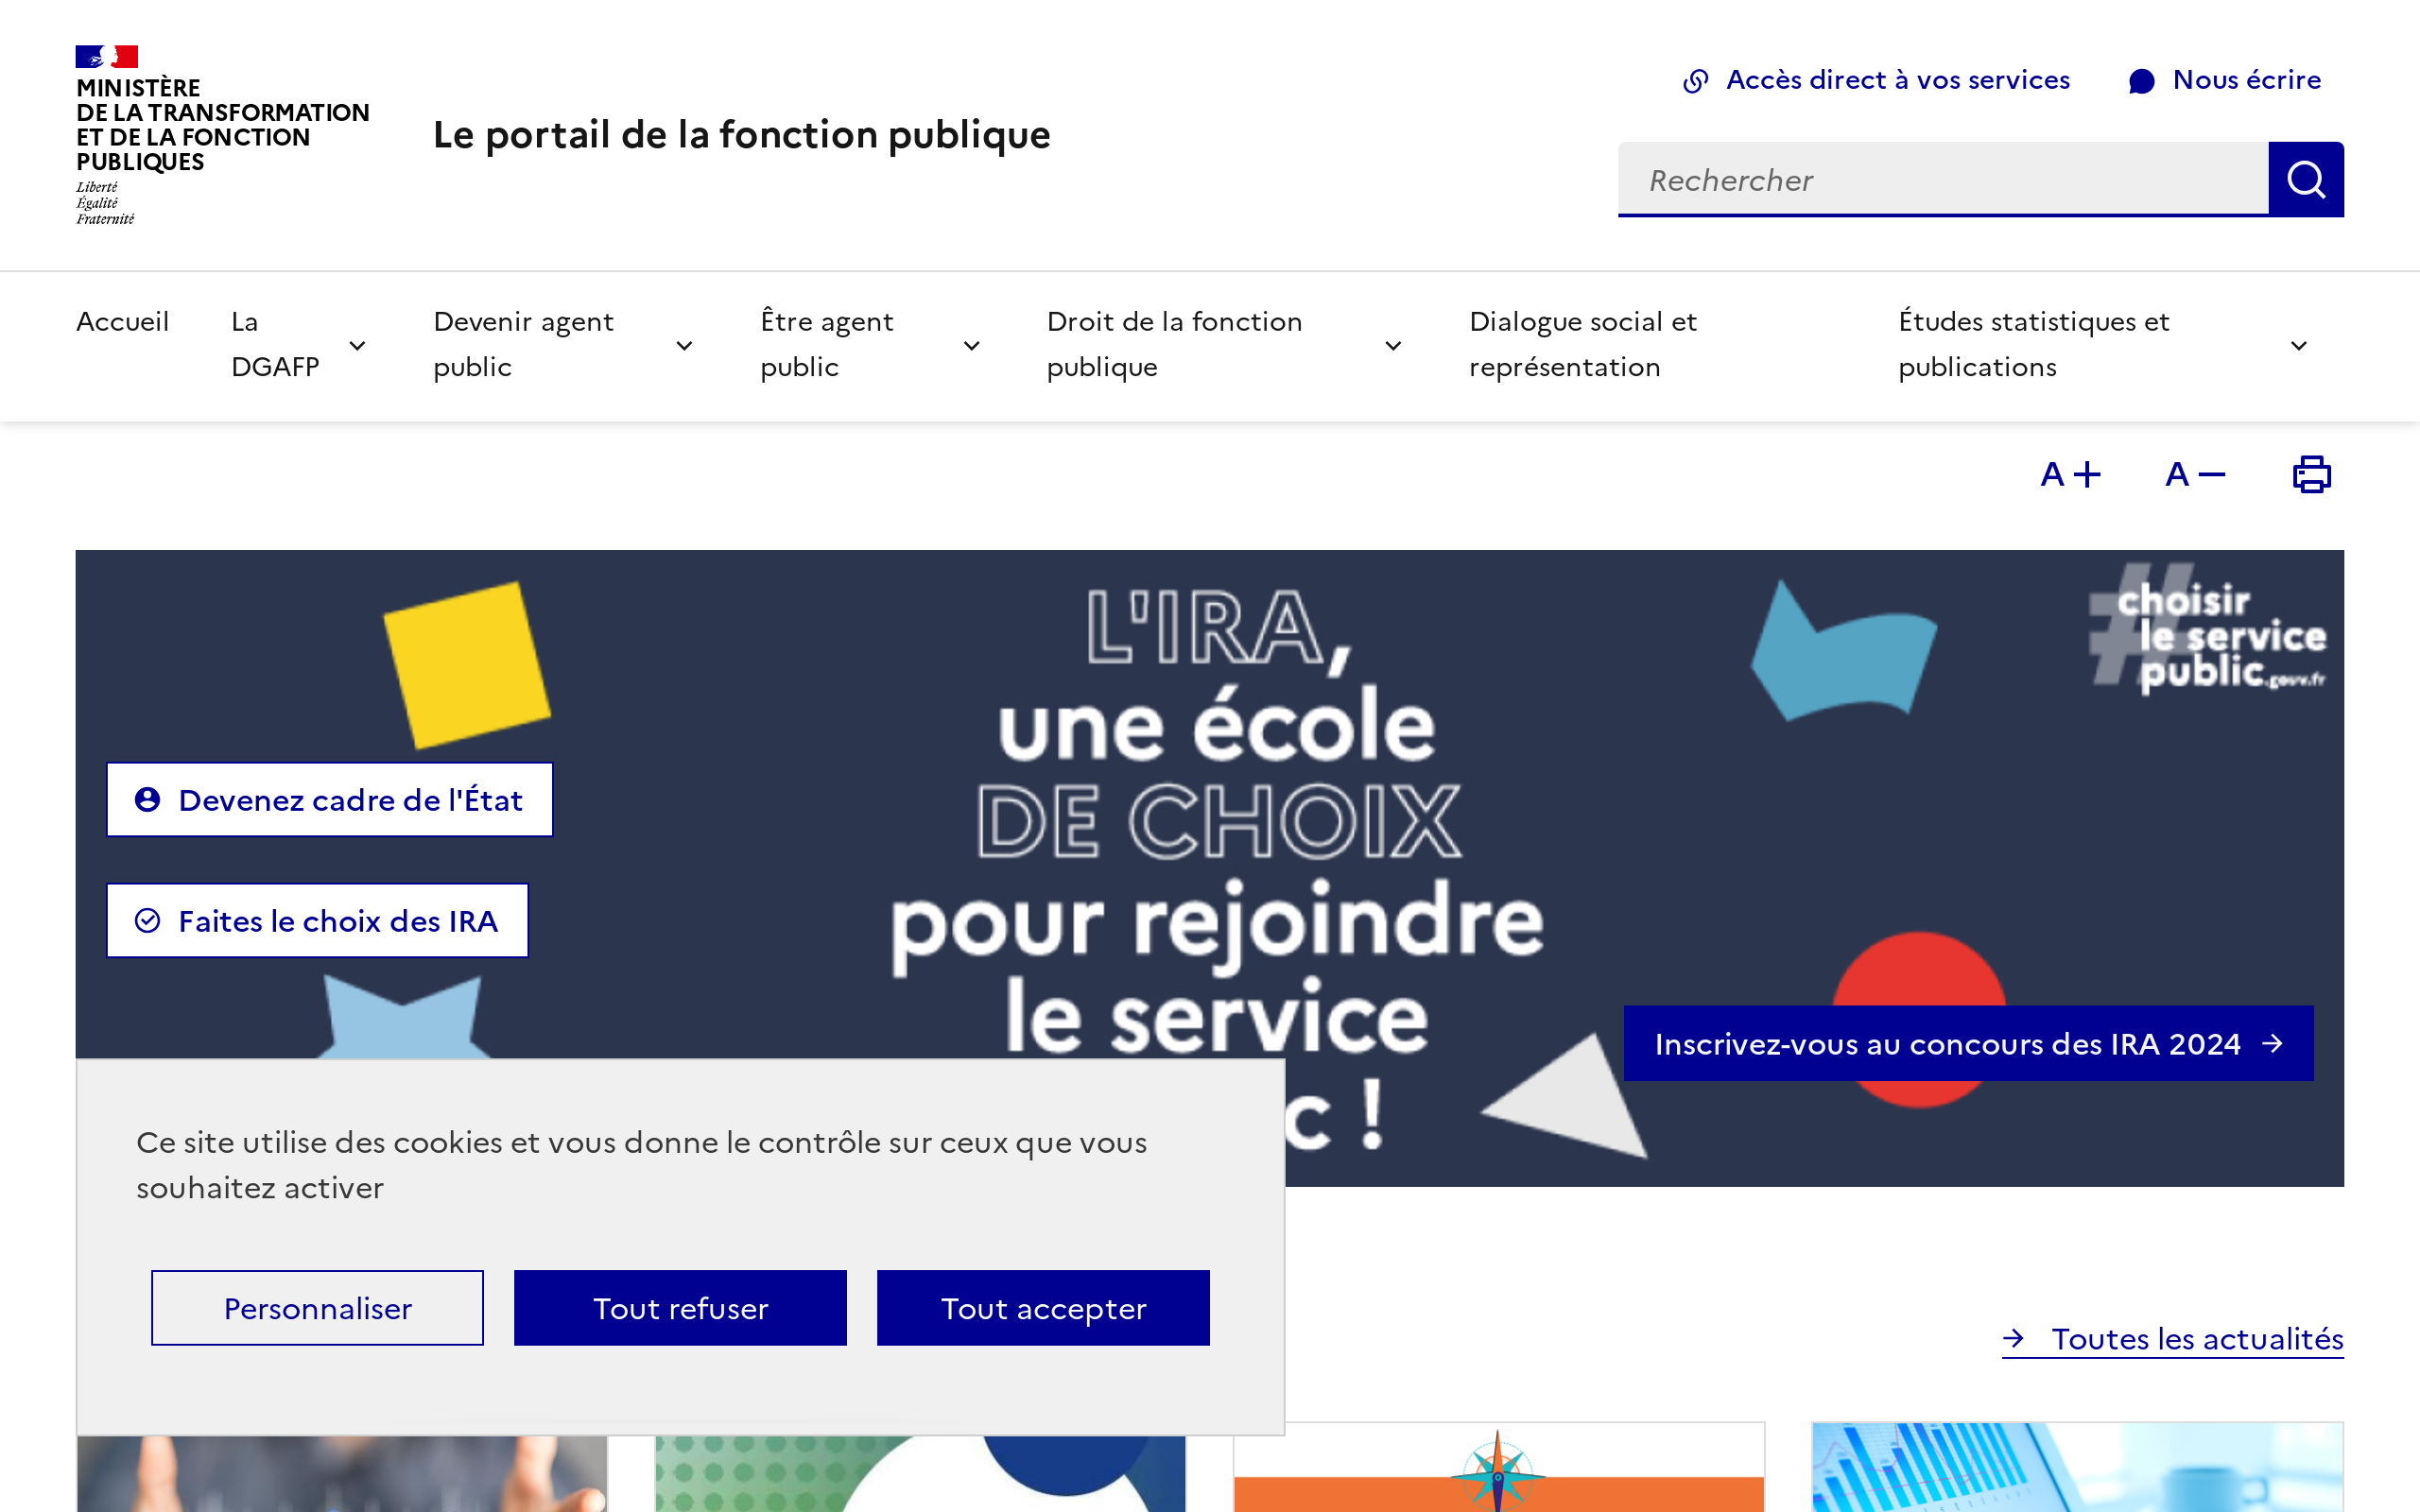 MINISTÈRE
DE LA TRANSFORMATION
ET DE LA FONCTION
PUBLIQUES
Liberté
Égalité
Fraternité
Le portail de la fonction publique
Accès direct à vos services
Nous écrire
Rechercher
Accueil
La
DGAFP
Devenir agent
public
Être agent
public
Droit de la fonction
publique
Dialogue social et
représentation
Études statistiques et
publications
A+
A−
L'IRA,
une école
DE CHOIX
pour rejoindre
le service
c !
#choisir
le service
public.gouv.fr
Devenez cadre de l'État
Faites le choix des IRA
Inscrivez-vous au concours des IRA 2024
Ce site utilise des cookies et vous donne le contrôle sur ceux que vous
souhaitez activer
Personnaliser
Tout refuser
Tout accepter
Toutes les actualités